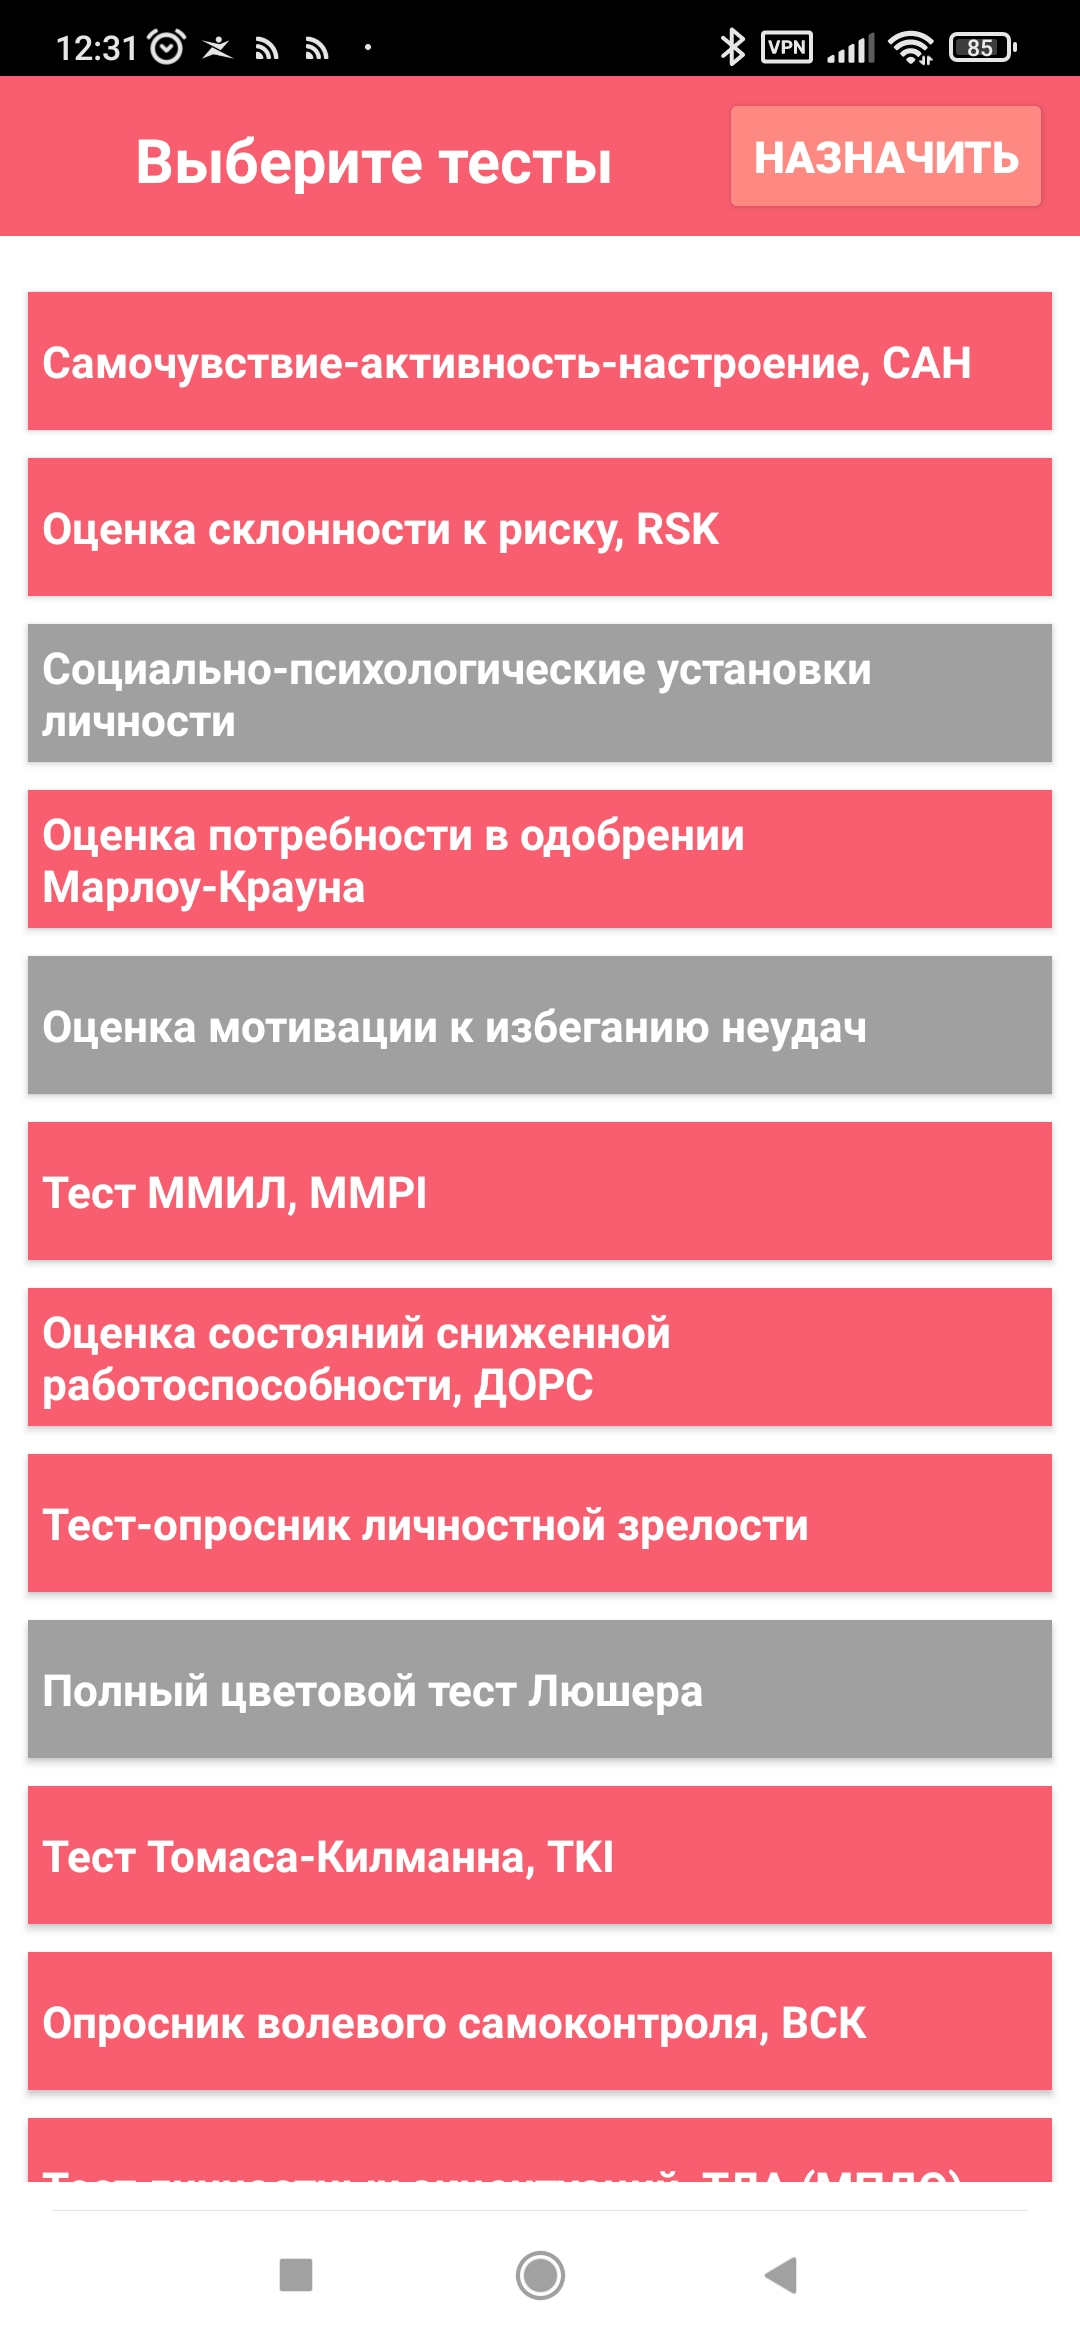 12:31
VPN
85
Выберите тесты
НАЗНАЧИТЬ
Самочувствие-активность-настроение, САН
Оценка склонности к риску, RSK
Социально-психологические установки
личности
Оценка потребности в одобрении
Марлоу-Крауна
Оценка мотивации к избеганию неудач
Тест ММИЛ, MMPI
Оценка состояний сниженной
работоспособности, ДОРС
Тест-опросник личностной зрелости
Полный цветовой тест Люшера
Тест Томаса-Килманна, TKI
Опросник волевого самоконтроля, ВСК